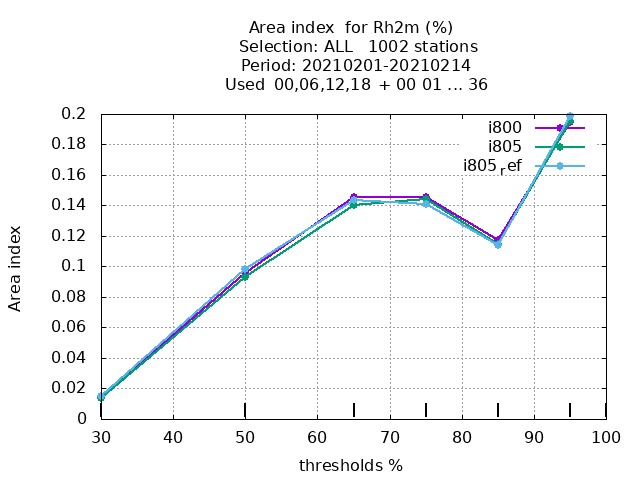 Area index  for Rh2m (%)
Selection: ALL   1002 stations
Period: 20210201-20210214
Used  00,06,12,18  + 00 01 ... 36
i800
i805
i805ref
0.2
0.18
0.16
0.14
0.12
0.1
0.08
0.06
0.04
0.02
0
Area index
30 40 50 60 70 80 90 100
thresholds %